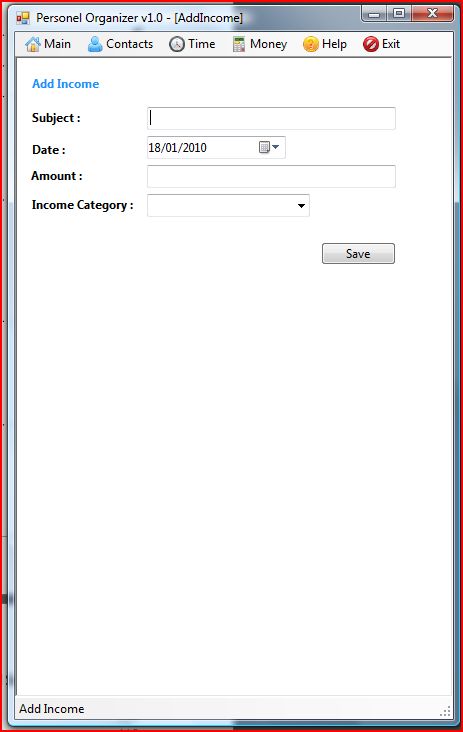 Personel Organizer v1.0 - [AddIncome]
Main Contacts Time Money Help Exit
Add Income
Subject :
Date : 18/01/2010
Amount :
Income Category :
Save
Add Income